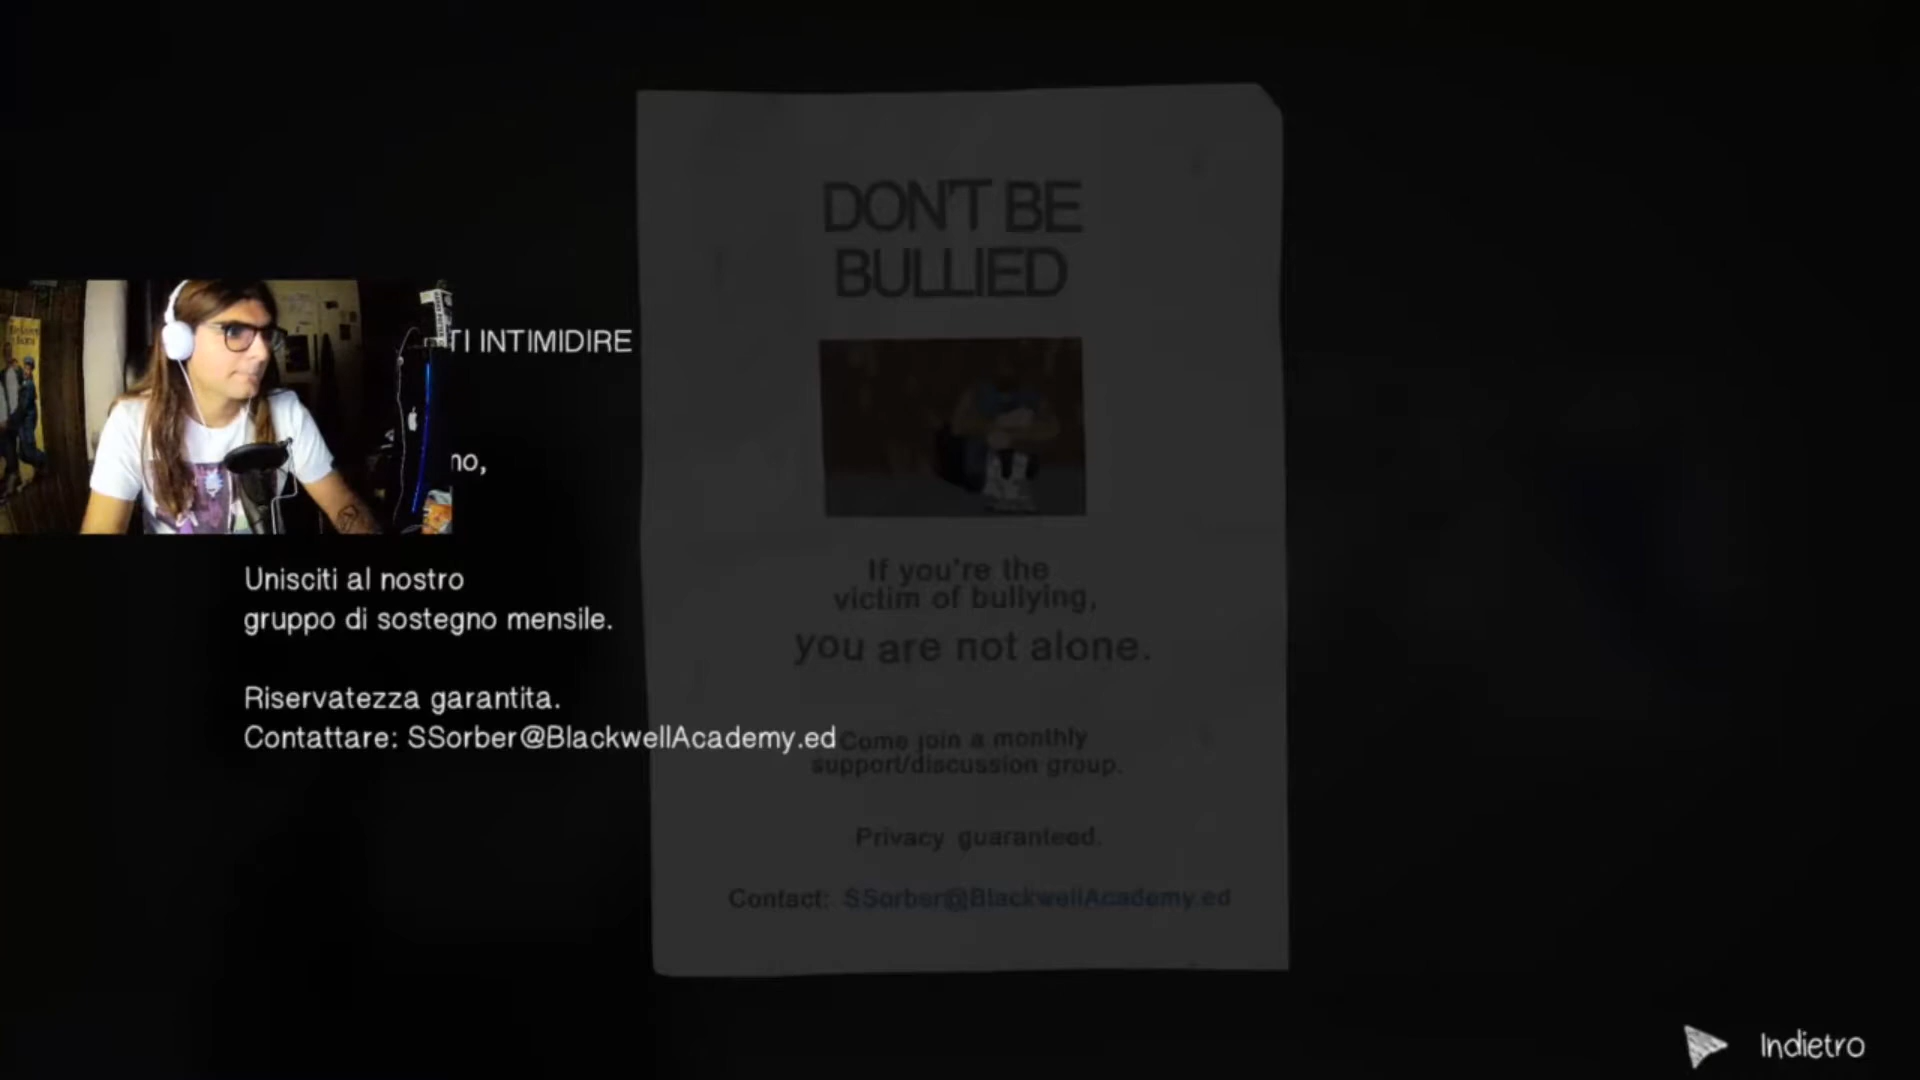 TI INTIMIDIRE
no,
Unisciti al nostro
gruppo di sostegno mensile.
Riservatezza garantita.
Contattare: SSorber@BlackwellAcademy.ed
DON'T BE
BULLIED
If you're the
victim of bullying,
you are not alone.
Come join a monthly
support/discussion group.
Privacy guaranteed.
Contact: SSorber@BlackwellAcademy.ed
Indietro